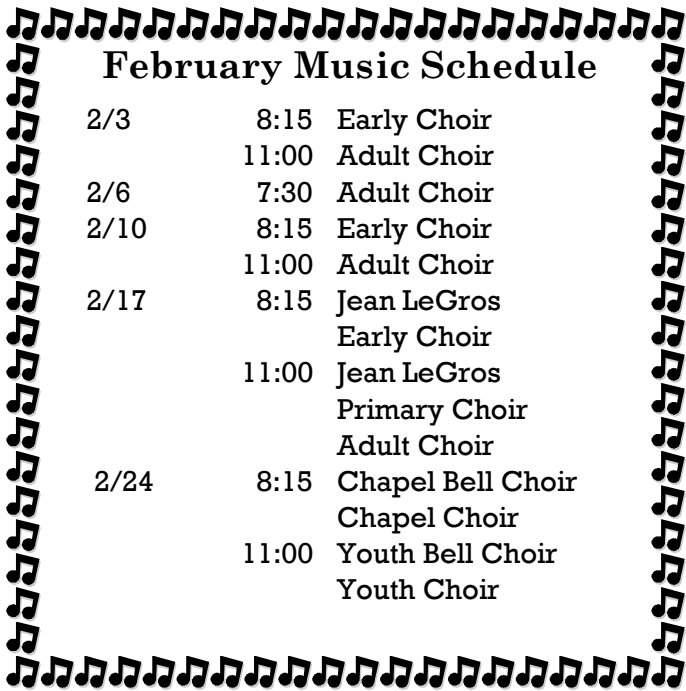 February Music Schedule
2/3 8:15 Early Choir
11:00 Adult Choir
2/6 7:30 Adult Choir
2/10 8:15 Early Choir
11:00 Adult Choir
2/17 8:15 Jean LeGros
Early Choir
11:00 Jean LeGros
Primary Choir
Adult Choir
2/24 8:15 Chapel Bell Choir
Chapel Choir
11:00 Youth Bell Choir
Youth Choir